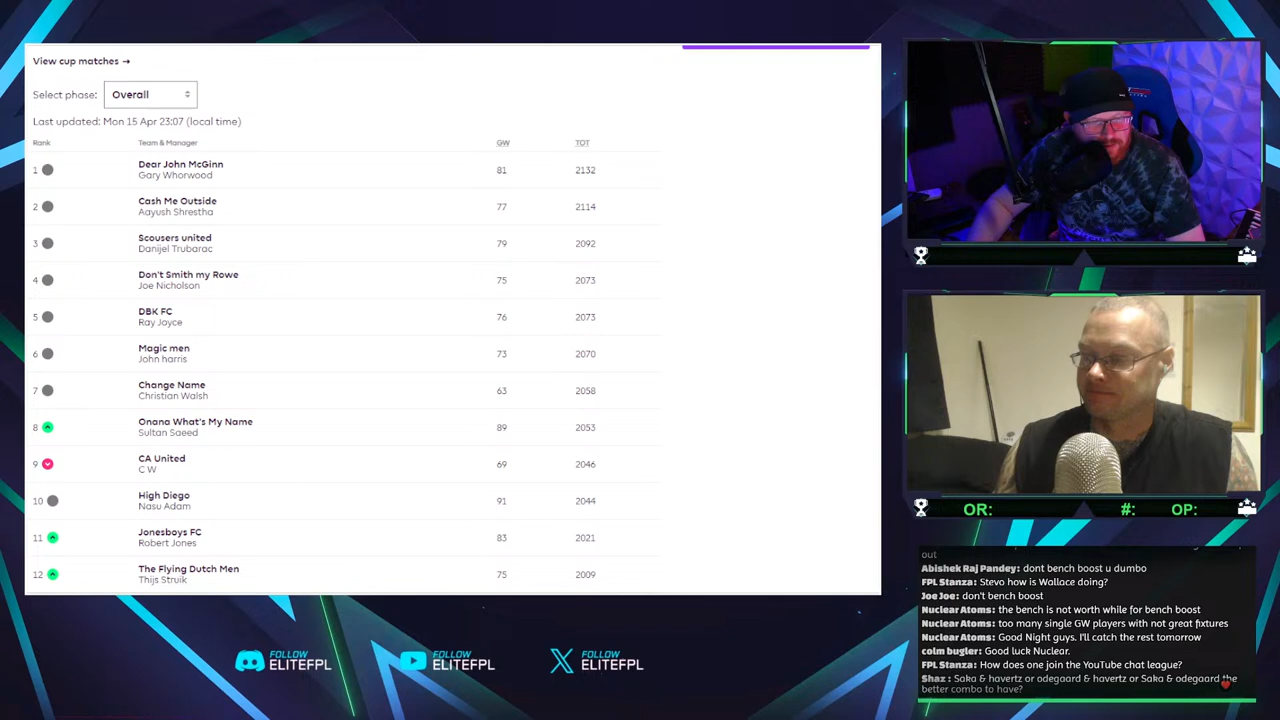 View cup matches →
Select phase: Overall
Last updated: Mon 15 Apr 23:07 (local time)
Rank Team & Manager GW TOT
1 Dear John McGinn 81 2132
Gary Whorwood
2 Cash Me Outside 77 2114
Aayush Shrestha
3 Scousers united 79 2092
Danijel Trubarac
4 Don't Smith my Rowe 75 2073
Joe Nicholson
5 DBK FC 76 2073
Ray Joyce
6 Magic men 73 2070
John harris
7 Change Name 63 2058
Christian Walsh
8 Onana What's My Name 89 2053
Sultan Saeed
9 CA United 69 2046
C W
10 High Diego 91 2044
Nasu Adam
11 Jonesboys FC 83 2021
Robert Jones
12 The Flying Dutch Men 75 2009
Thijs Struik
FOLLOW
ELITEFPL
FOLLOW
ELITEFPL
FOLLOW
ELITEFPL
OR: #: OP:
out
Abishek Raj Pandey: dont bench boost u dumbo
FPL Stanza: Stevo how is Wallace doing?
Joe Joe: don't bench boost
Nuclear Atoms: the bench is not worth while for bench boost
Nuclear Atoms: too many single GW players with not great fixtures
Nuclear Atoms: Good Night guys. I'll catch the rest tomorrow
colm bugler: Good luck Nuclear.
FPL Stanza: How does one join the YouTube chat league?
Shaz : Saka & havertz or odegaard & havertz or Saka & odegaard the
better combo to have?